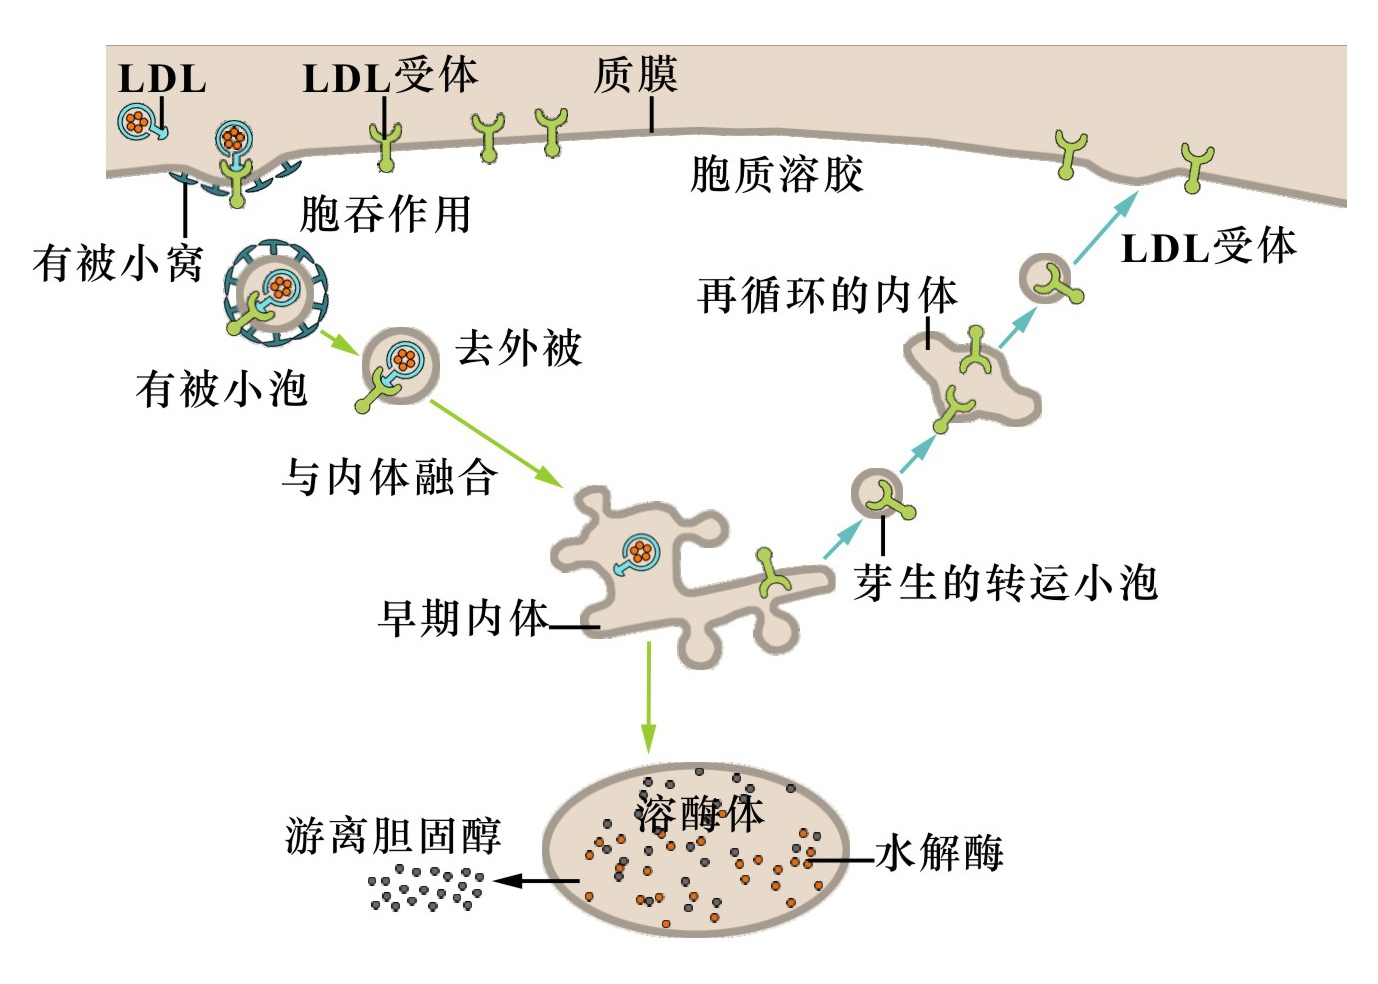 LDL
LDL受体
质膜
胞质溶胶
胞吞作用
有被小窝
LDL受体
再循环的内体
去外被
有被小泡
与内体融合
芽生的转运小泡
早期内体
溶酶体
游离胆固醇
水解酶